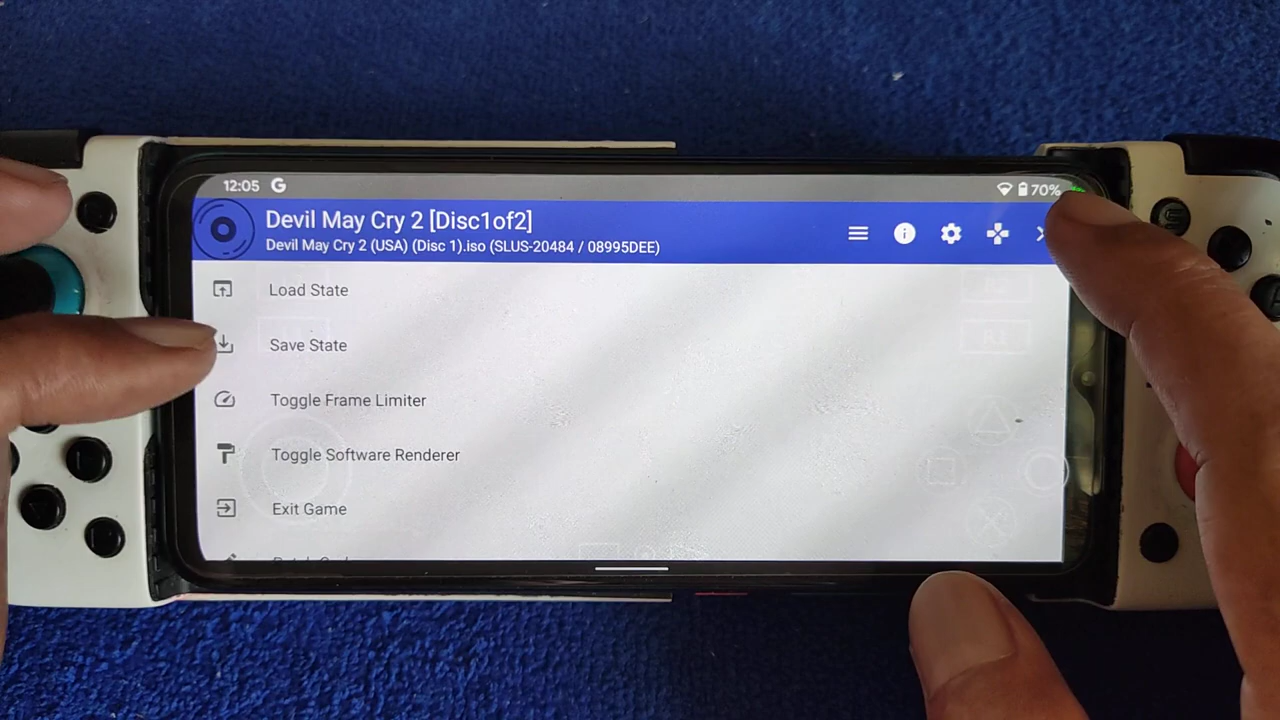 12:05 G 70%
Devil May Cry 2 [Disc1of2]
Devil May Cry 2 (USA) (Disc 1).iso (SLUS-20484 / 08995DEE)
Load State
Save State
Toggle Frame Limiter
Toggle Software Renderer
Exit Game